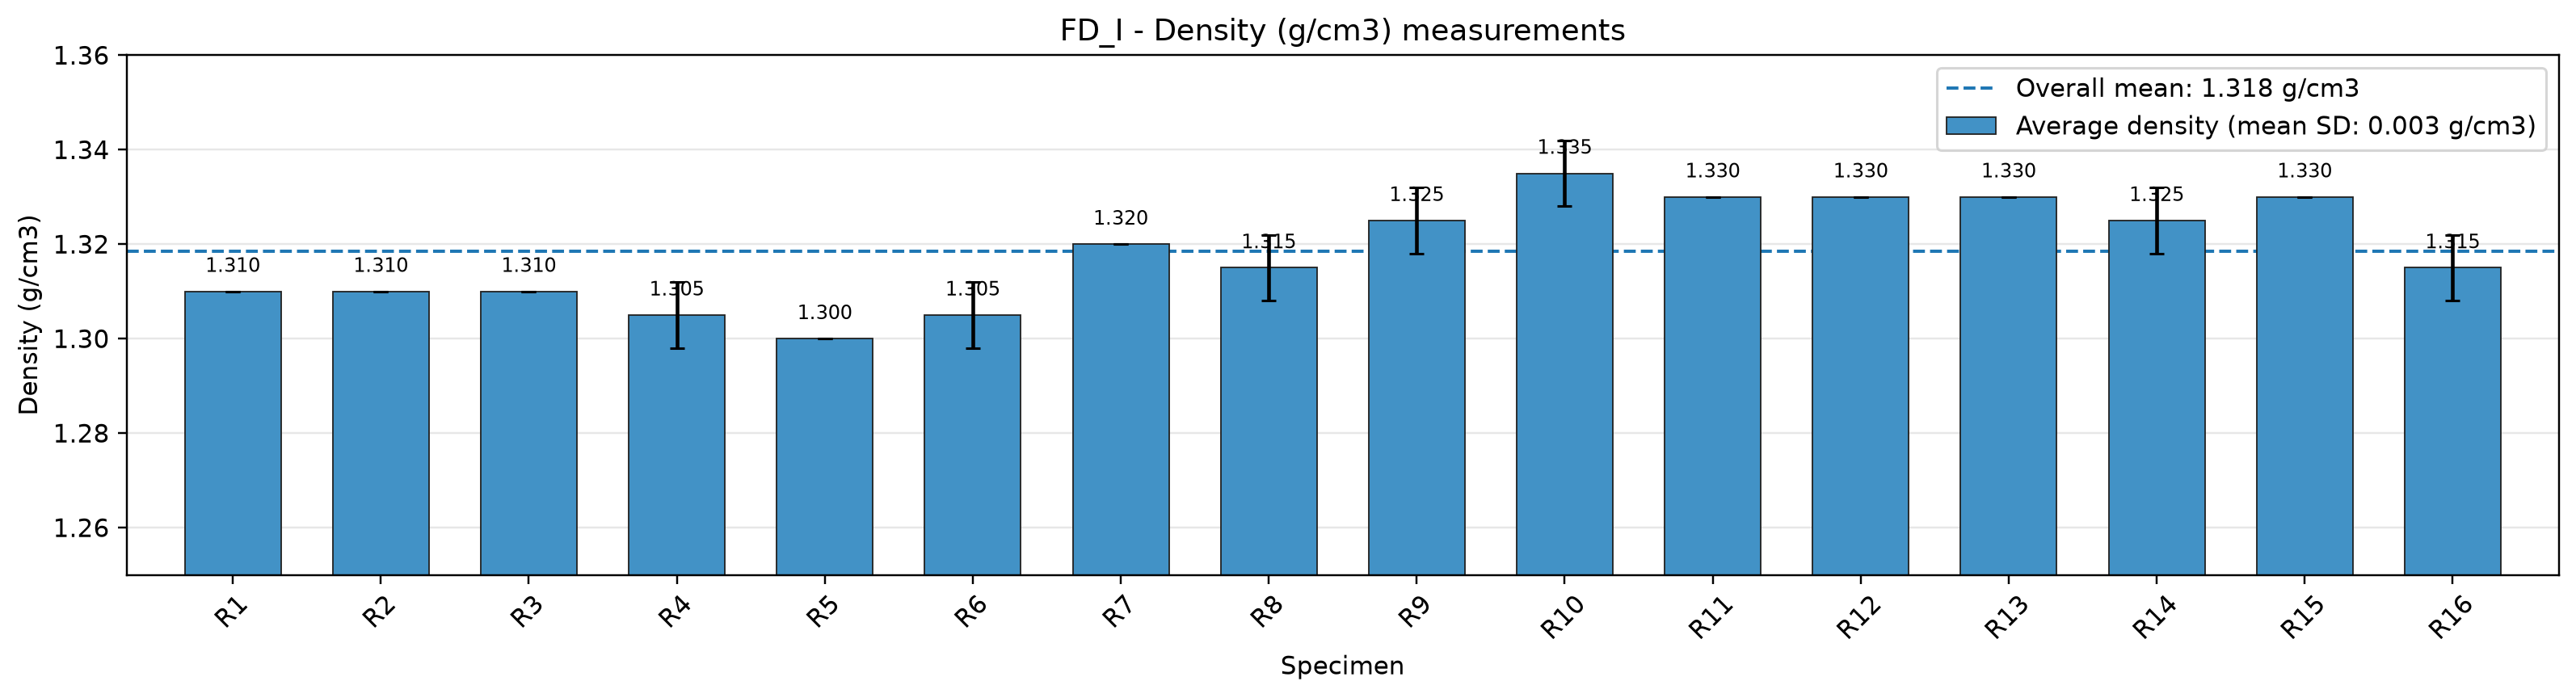 FD_I - Density (g/cm3) measurements
Overall mean: 1.318 g/cm3
Average density (mean SD: 0.003 g/cm3)
Density (g/cm3)
1.36
1.34
1.32
1.30
1.28
1.26
1.310
1.310
1.310
1.305
1.300
1.305
1.320
1.315
1.325
1.335
1.330
1.330
1.330
1.325
1.330
1.315
R1
R2
R3
R4
R5
R6
R7
R8
R9
R10
R11
R12
R13
R14
R15
R16
Specimen